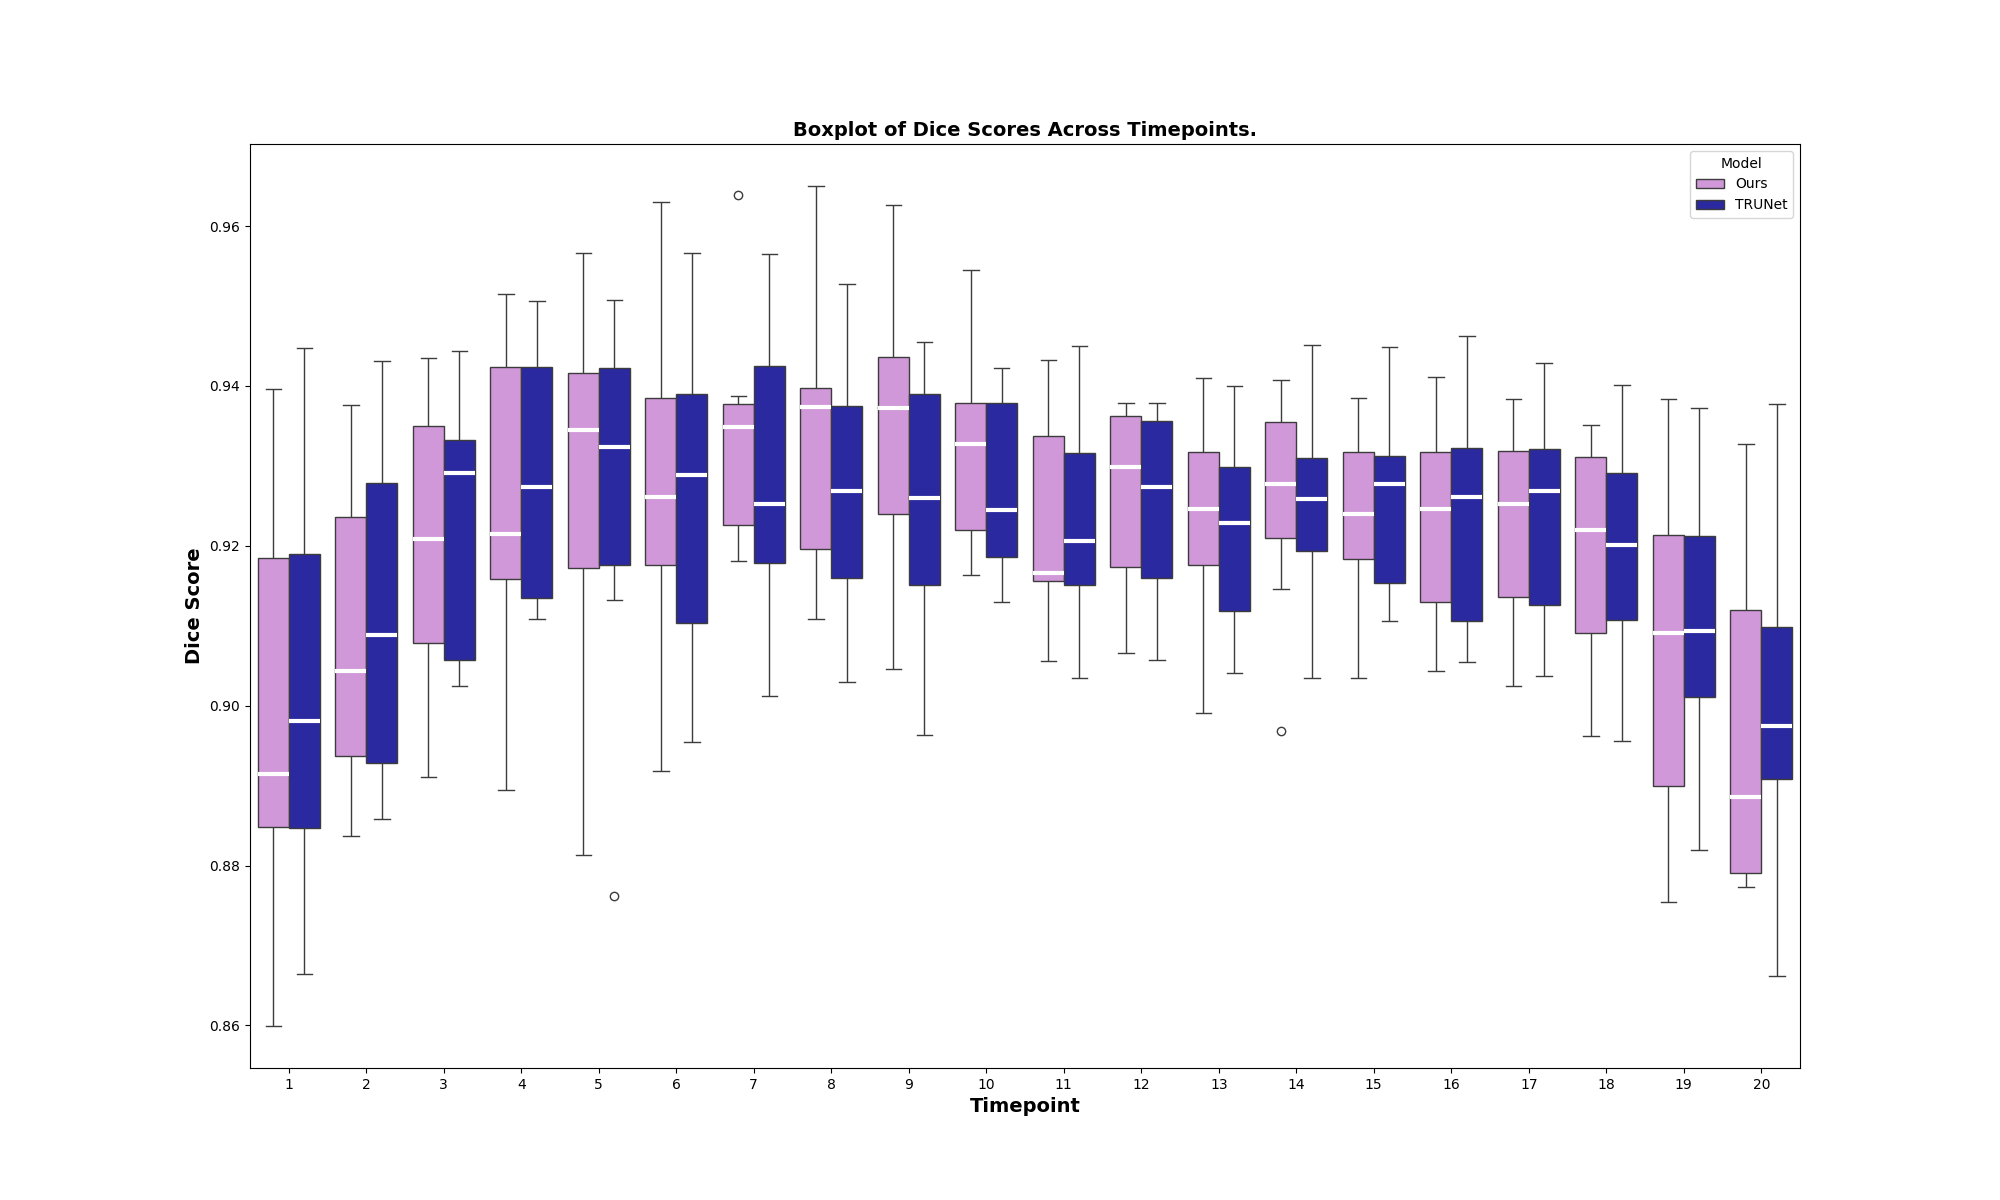 Boxplot of Dice Scores Across Timepoints.
Model
Ours
TRUNet
Dice Score
0.96
0.94
0.92
0.90
0.88
0.86
1 2 3 4 5 6 7 8 9 10 11 12 13 14 15 16 17 18 19 20
Timepoint